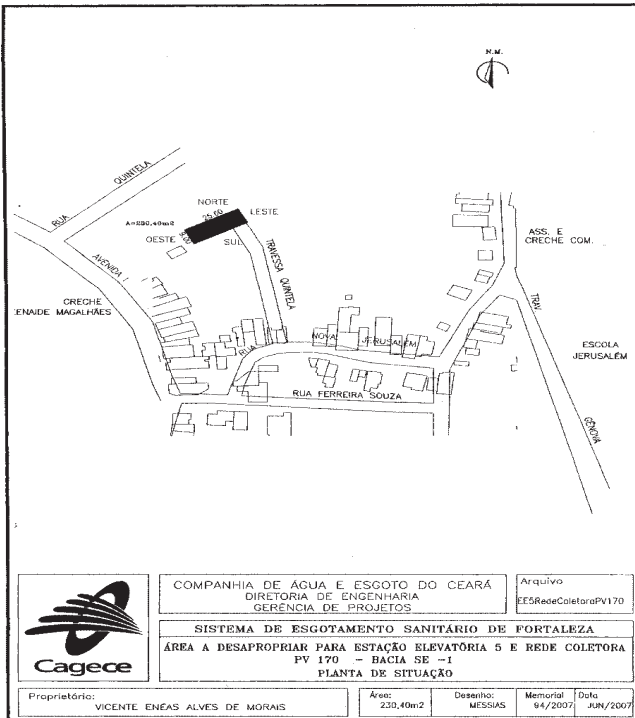 N.M.
RUA QUINTELA
NORTE
25.00
LESTE
A=230,40m2
OESTE
SUL
AVENIDA I
TRAVESSA QUINTELA
ASS. E
CRECHE COM.
CRECHE
ZENAIDE MAGALHÃES
TRAV
GENOVA
RUA NOVA JERUSALÉM
ESCOLA
JERUSALÉM
RUA FERREIRA SOUZA
Cagece
COMPANHIA DE ÁGUA E ESGOTO DO CEARÁ
DIRETORIA DE ENGENHARIA
GERÊNCIA DE PROJETOS
Arquivo
EE5RedeColetoraPV170
SISTEMA DE ESGOTAMENTO SANITÁRIO DE FORTALEZA
ÁREA A DESAPROPRIAR PARA ESTAÇÃO ELEVATÓRIA 5 E REDE COLETORA
PV 170 - BACIA SE -1
PLANTA DE SITUAÇÃO
Proprietário:
VICENTE ENÉAS ALVES DE MORAIS
Área:
230,40m2
Desenho:
MESSIAS
Memorial
94/2007
Data
JUN/2007